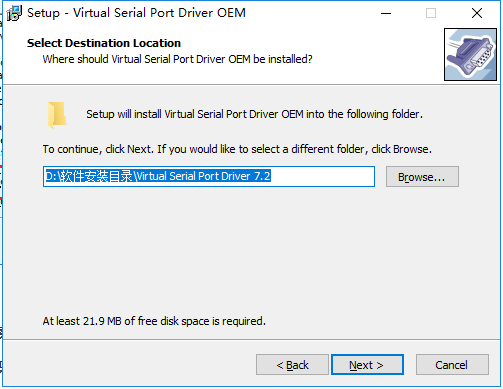 Setup - Virtual Serial Port Driver OEM
Select Destination Location
Where should Virtual Serial Port Driver OEM be installed?
Setup will install Virtual Serial Port Driver OEM into the following folder.
To continue, click Next. If you would like to select a different folder, click Browse.
D:\软件安装目录\Virtual Serial Port Driver 7.2
Browse...
At least 21.9 MB of free disk space is required.
< Back
Next >
Cancel